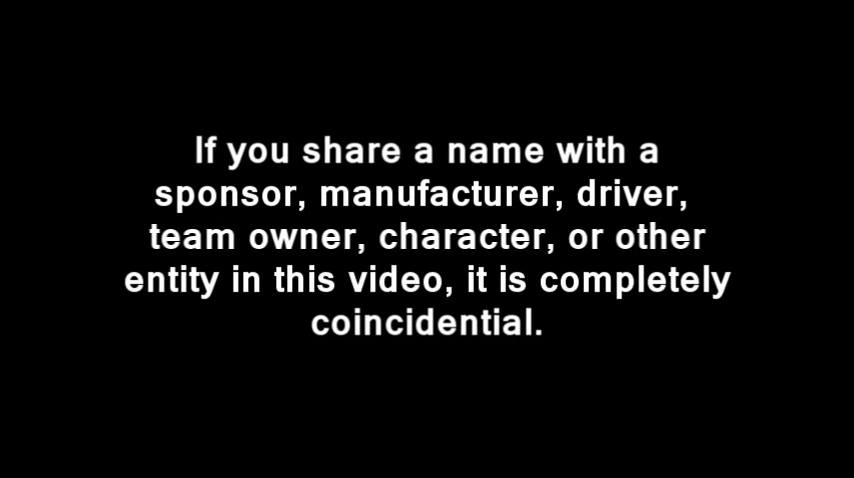 If you share a name with a
sponsor, manufacturer, driver,
team owner, character, or other
entity in this video, it is completely
coincidential.